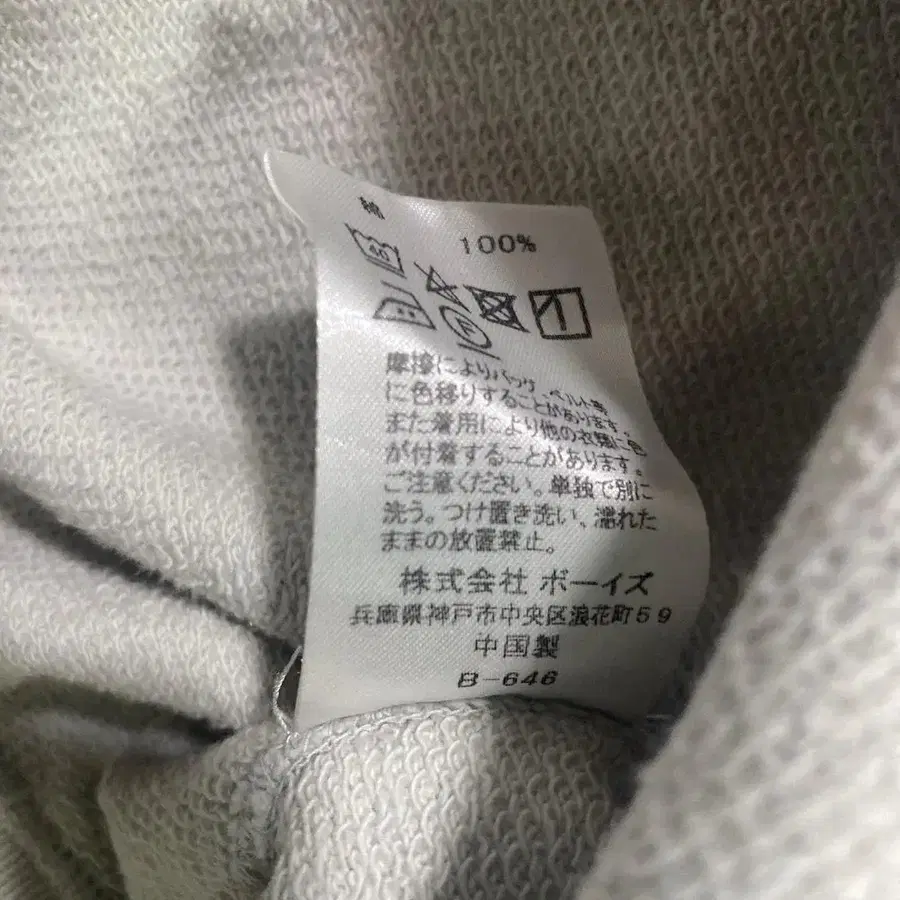 綿 100%
40
F
摩擦によりバッグ、ベルト等
に色移りすることがあります。
また着用により他の衣類に色
が付着することがあります。
ご注意ください。単独で別に
洗う。つけ置き洗い、濡れた
ままの放置禁止。
株式会社 ボーイズ
兵庫県神戸市中央区浪花町59
中国製
B-646